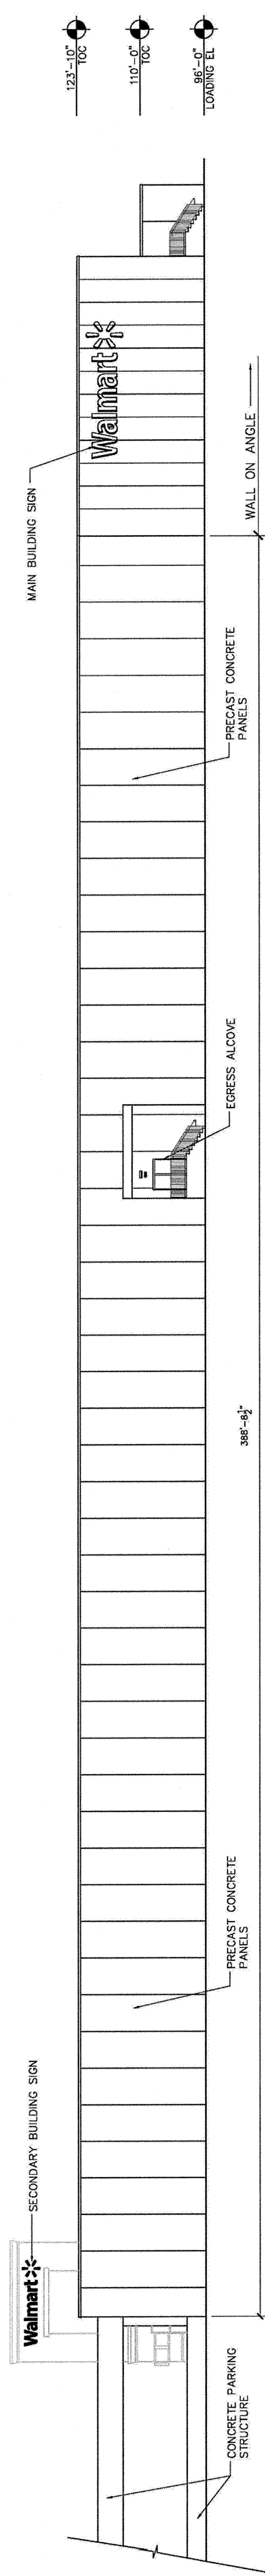 SECONDARY BUILDING SIGN
Walmart
MAIN BUILDING SIGN
Walmart
123'-10"
TOC
110'-0"
TOC
96'-0"
LOADING EL
CONCRETE PARKING
STRUCTURE
PRECAST CONCRETE
PANELS
EGRESS ALCOVE
PRECAST CONCRETE
PANELS
WALL ON ANGLE
388'-8½"